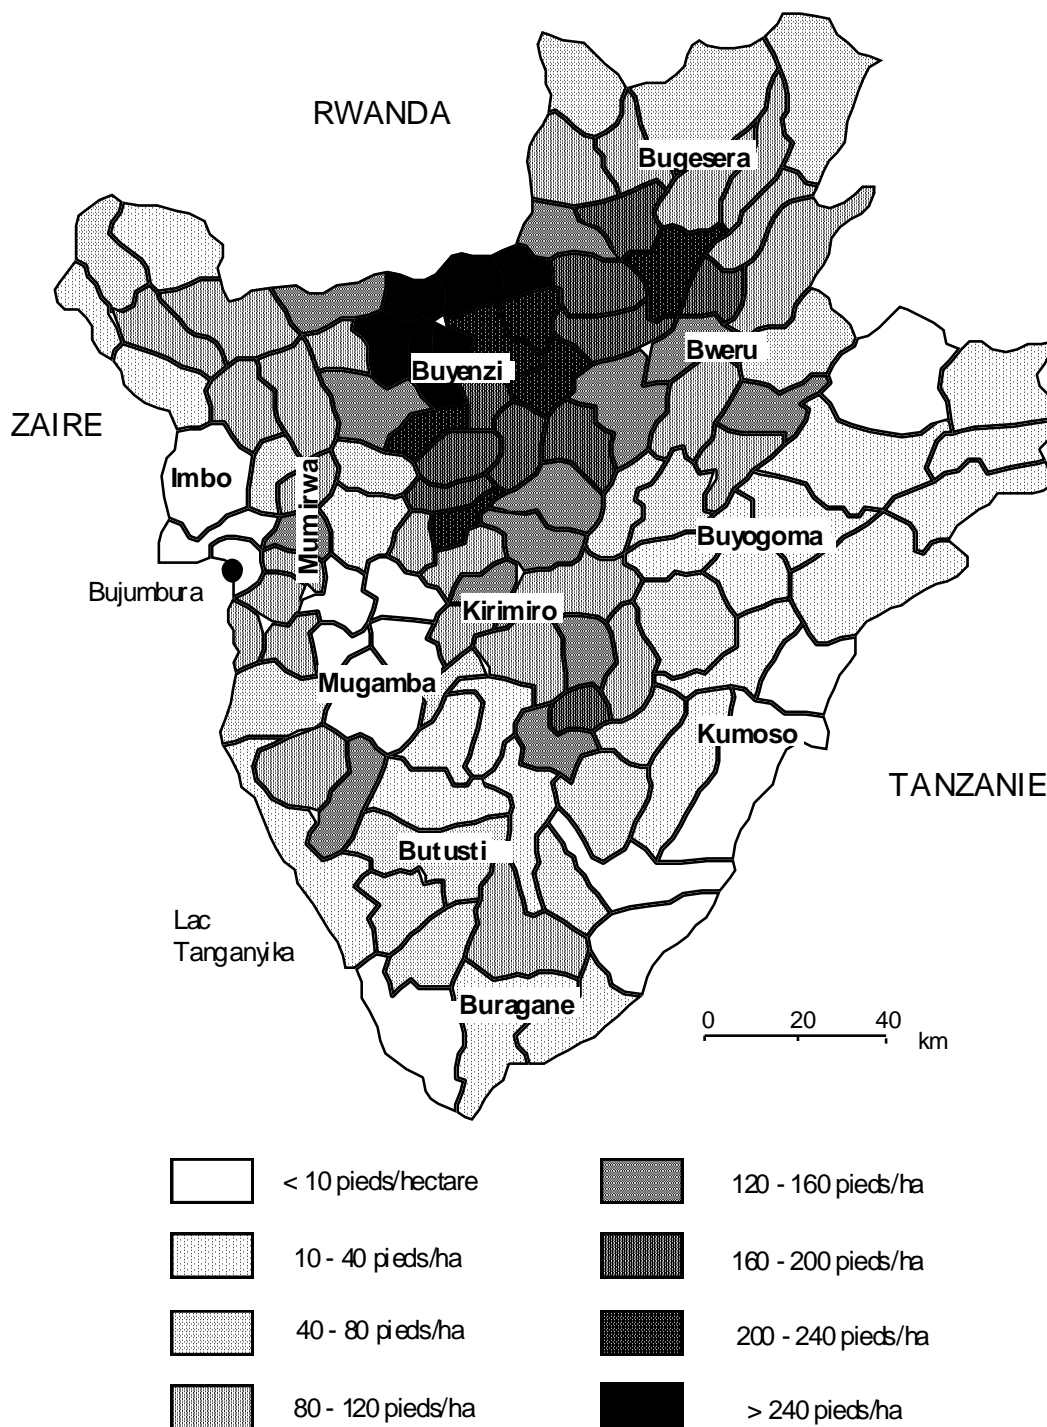 RWANDA
Bugesera
Bweru
Buyenzi
ZAIRE
Imbo
Mumirwa
Buyogoma
Bujumbura
Kirimiro
Mugamba
Kumoso
TANZANIE
Butusti
Lac
Tanganyika
Buragane
0 20 40
km
< 10 pieds/hectare
120 - 160 pieds/ha
10 - 40 pieds/ha
160 - 200 pieds/ha
40 - 80 pieds/ha
200 - 240 pieds/ha
80 - 120 pieds/ha
> 240 pieds/ha